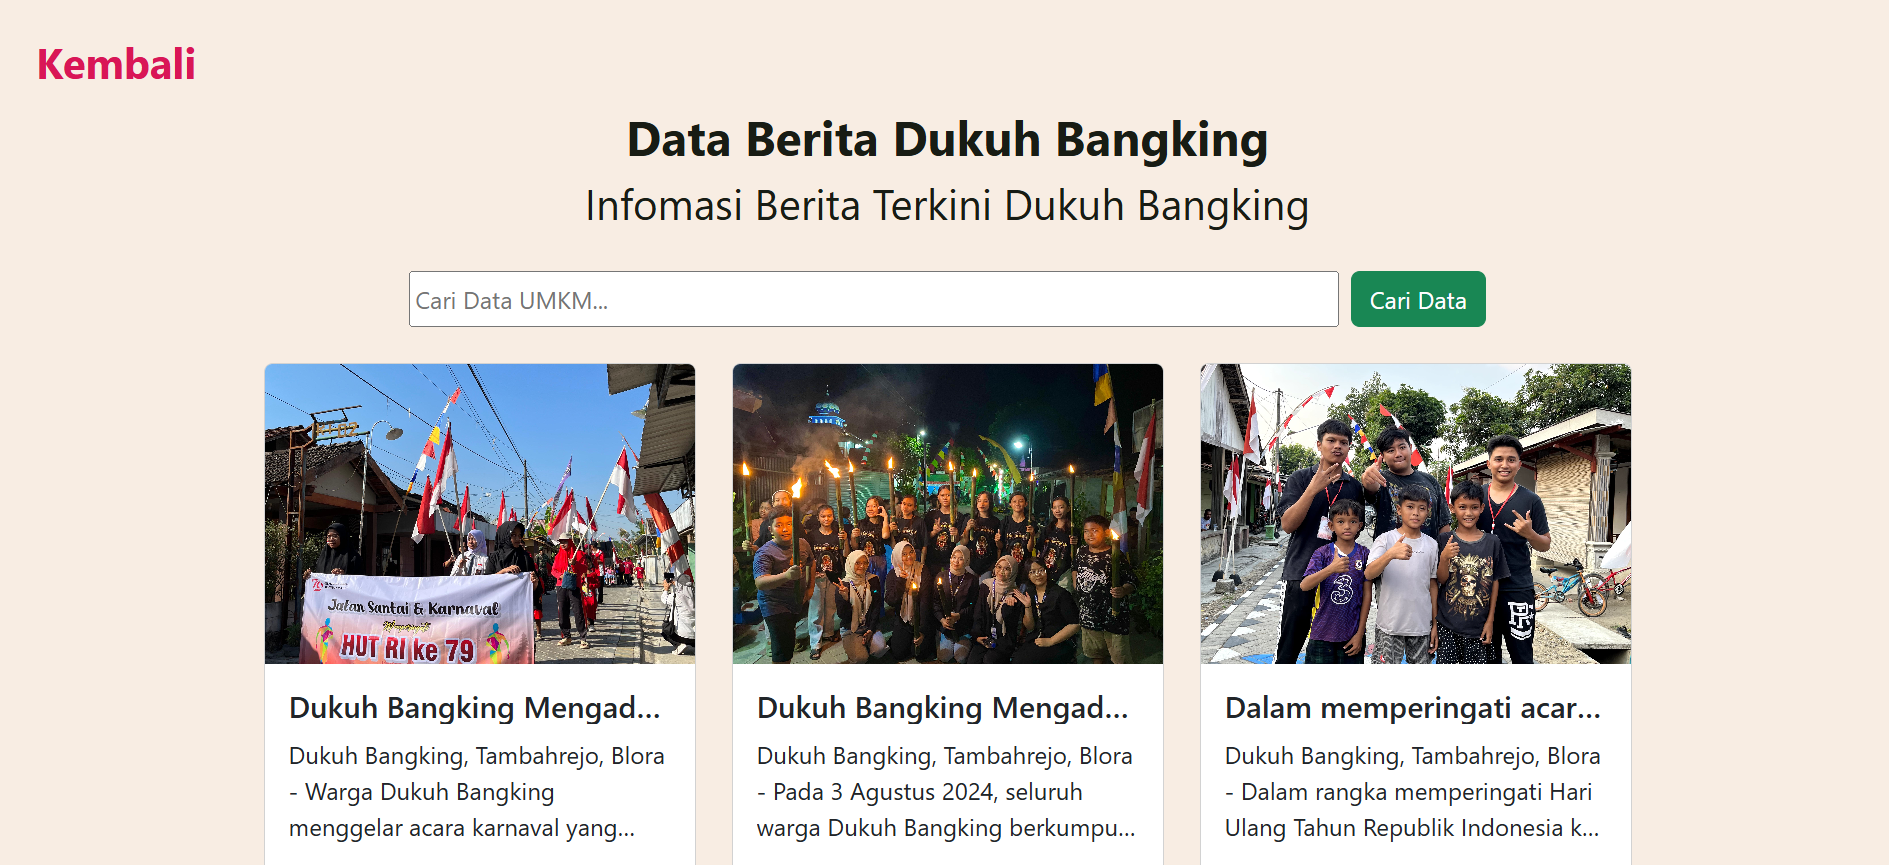 Kembali
Data Berita Dukuh Bangking
Infomasi Berita Terkini Dukuh Bangking
Cari Data UMKM...
Cari Data
Jalan Santai & Karnaval
HUT RI ke 79
3
Dukuh Bangking Mengad...
Dukuh Bangking, Tambahrejo, Blora
- Warga Dukuh Bangking
menggelar acara karnaval yang...
Dukuh Bangking Mengad...
Dukuh Bangking, Tambahrejo, Blora
- Pada 3 Agustus 2024, seluruh
warga Dukuh Bangking berkumpu...
Dalam memperingati acar...
Dukuh Bangking, Tambahrejo, Blora
- Dalam rangka memperingati Hari
Ulang Tahun Republik Indonesia k...